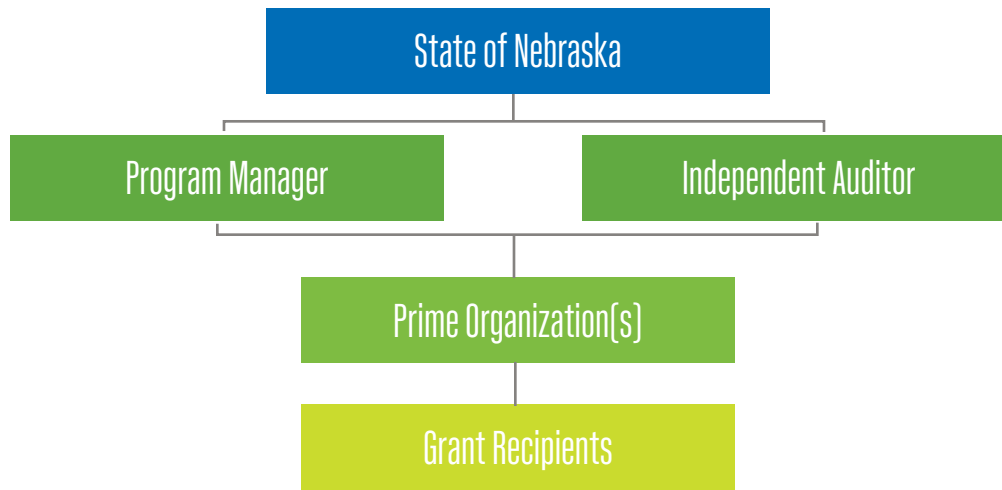 State of Nebraska
Program Manager
Independent Auditor
Prime Organization(s)
Grant Recipients